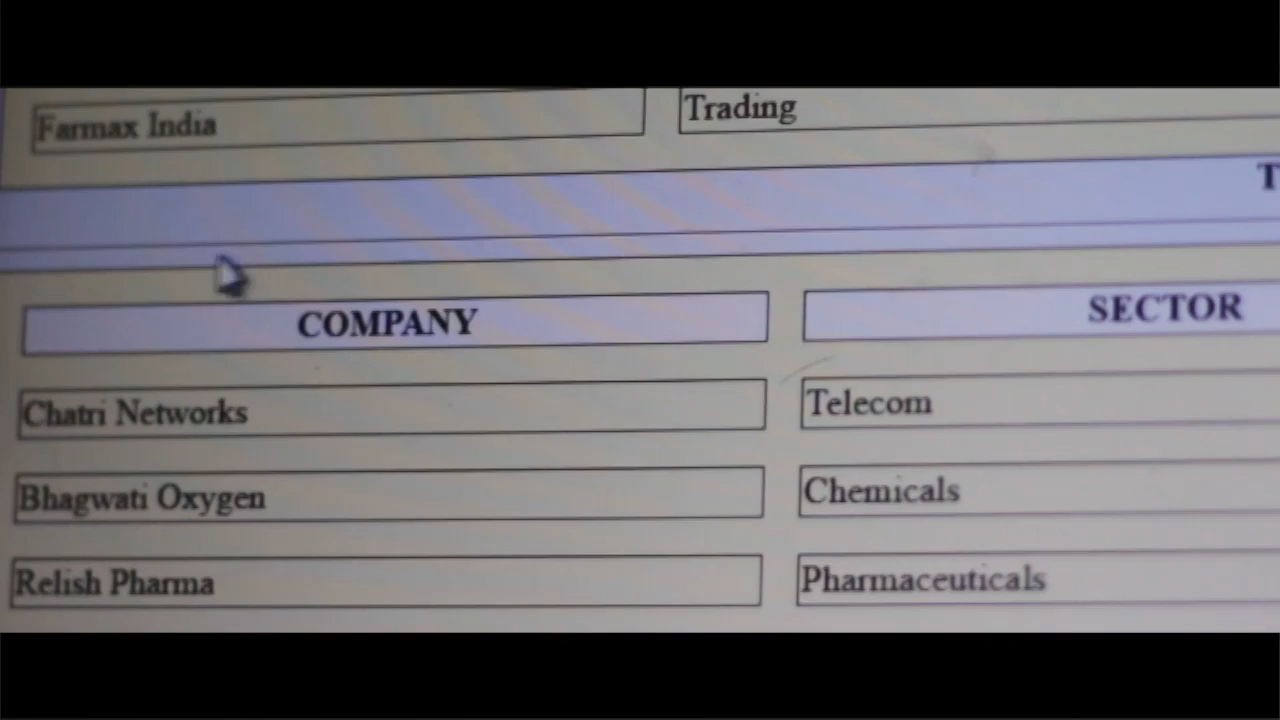 Farmax India Trading
T
COMPANY SECTOR
Chatri Networks Telecom
Bhagwati Oxygen Chemicals
Relish Pharma Pharmaceuticals